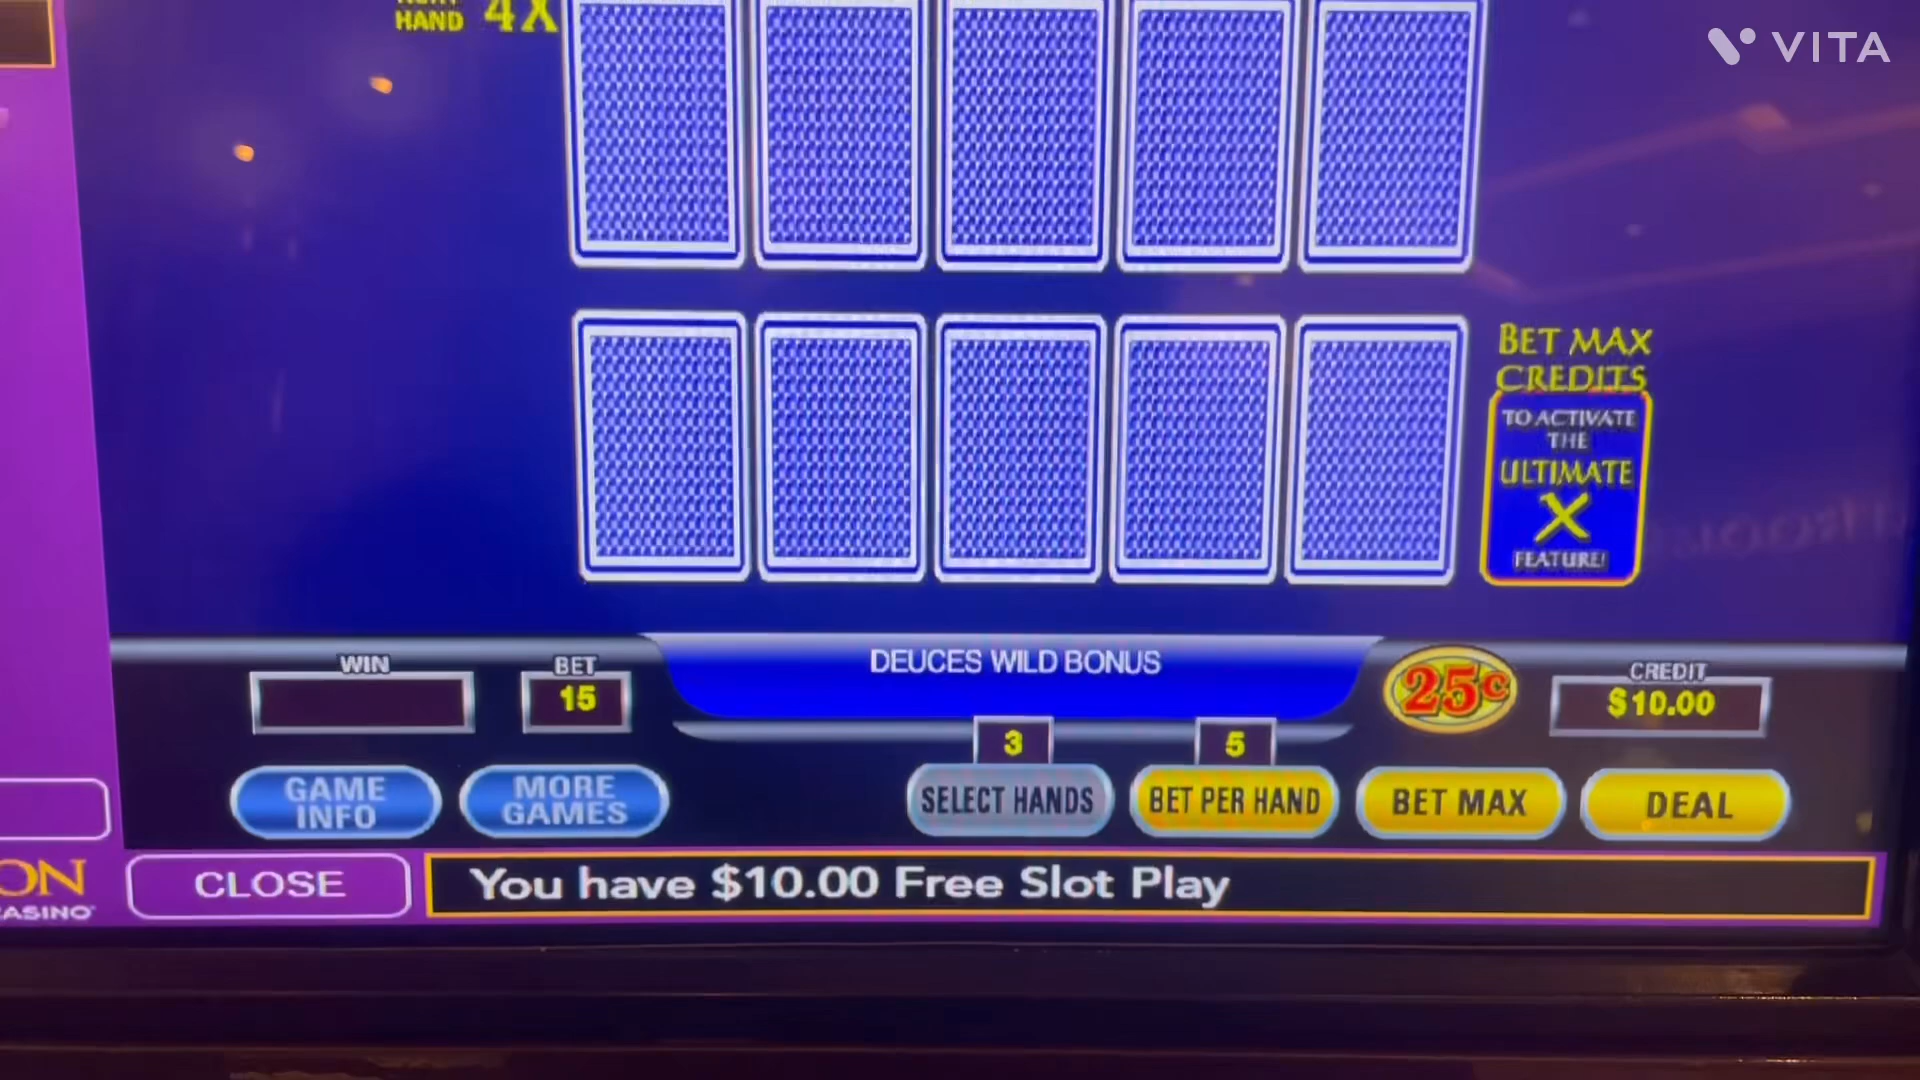 HAND 4X
VITA
BET MAX
CREDITS
TO ACTIVATE
THE
ULTIMATE
X
FEATURE!
DEUCES WILD BONUS
WIN
BET
15
25¢
CREDIT
$10.00
3
5
GAME
INFO
MORE
GAMES
SELECT HANDS
BET PER HAND
BET MAX
DEAL
ON
CASINO
CLOSE
You have $10.00 Free Slot Play